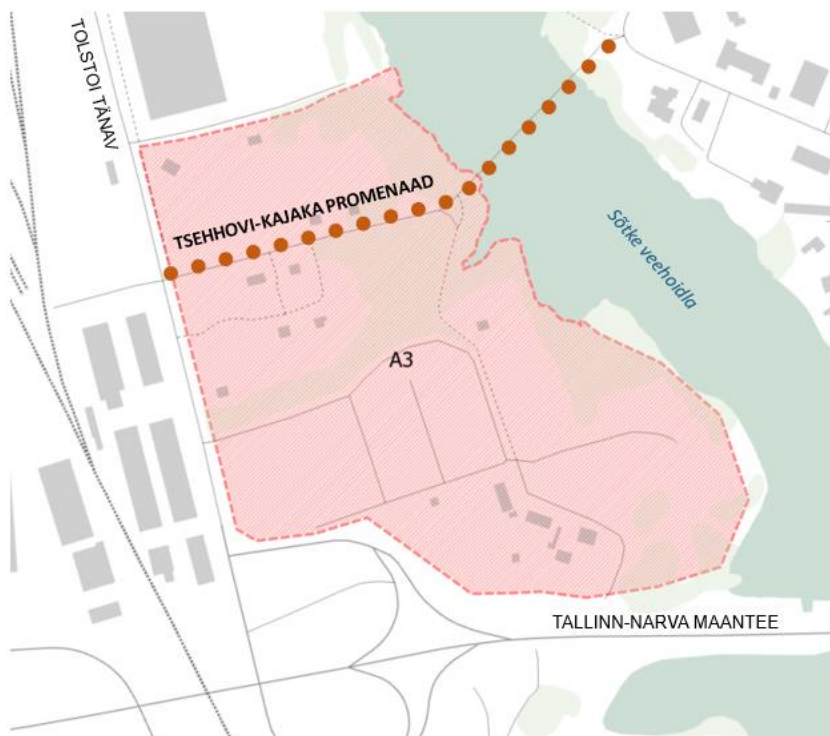 TOLSTOI TÄNAV
TSEHHOVI-KAJAKA PROMENAAD
Sõtke veehoidla
A3
TALLINN-NARVA MAANTEE